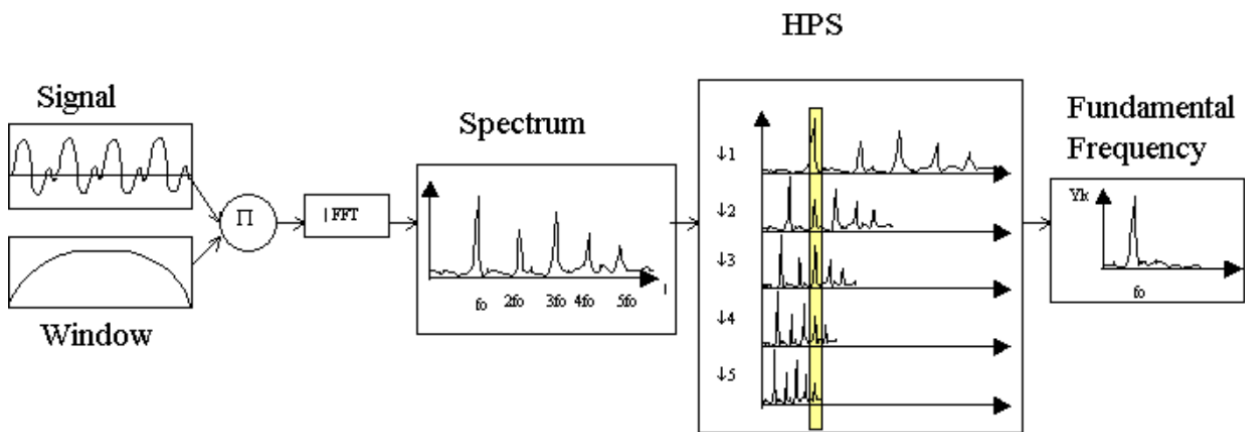 HPS
Signal
Spectrum
Fundamental
Frequency
Π
| FFT
Window
fo 2fo 3fo 4fo 5fo
↓1
↓2
↓3
↓4
↓5
Yk
fo